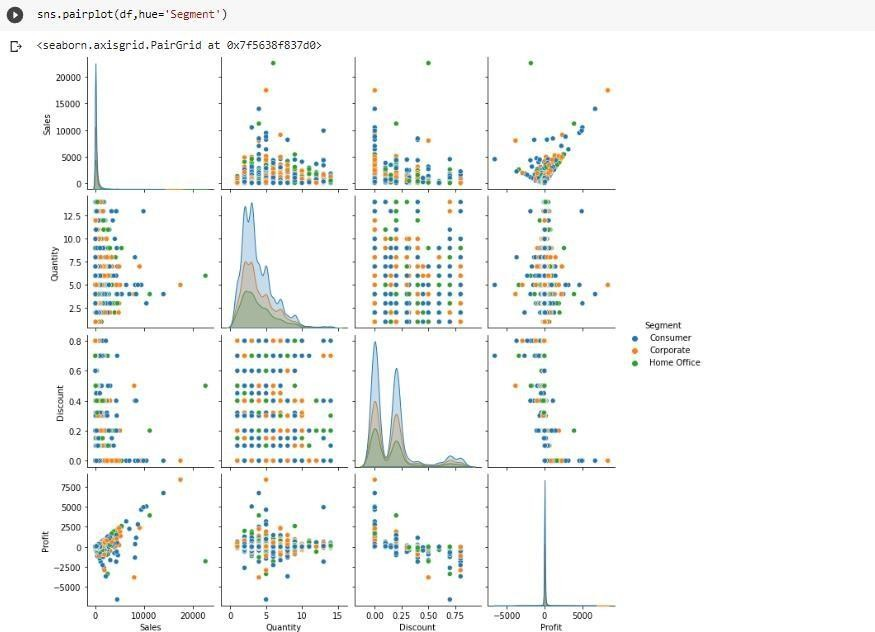 sns.pairplot(df,hue='Segment')
<seaborn.axisgrid.PairGrid at 0x7f5638f837d0>
20000
15000
10000
5000
0
Sales
12.5
10.0
7.5
5.0
2.5
Quantity
Segment
Consumer
Corporate
Home Office
0.8
0.6
0.4
0.2
0.0
Discount
7500
5000
2500
0
−2500
−5000
Profit
0 10000 20000
0 5 10 15
0.00 0.25 0.50 0.75
−5000 0 5000
Sales
Quantity
Discount
Profit